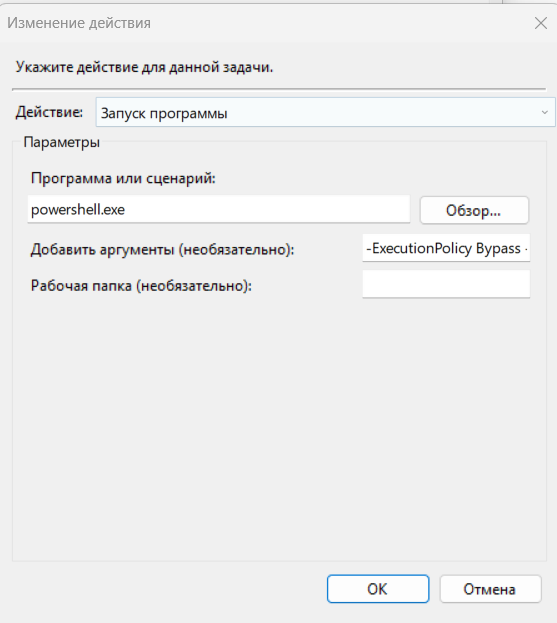 Изменение действия
Укажите действие для данной задачи.
Действие: Запуск программы
Параметры
Программа или сценарий:
powershell.exe Обзор...
Добавить аргументы (необязательно): -ExecutionPolicy Bypass -
Рабочая папка (необязательно):
ОК Отмена